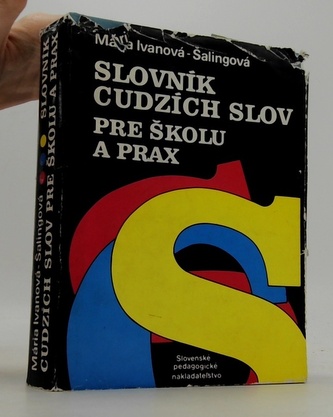 Mária Ivanová-Šalingová
SLOVNÍK
CUDZÍCH SLOV
PRE ŠKOLU
A PRAX
Slovenské
pedagogické
nakladateľstvo
Mária Ivanová-Šalingová
SLOVNÍK
CUDZÍCH SLOV PRE ŠKOLU A PRAX